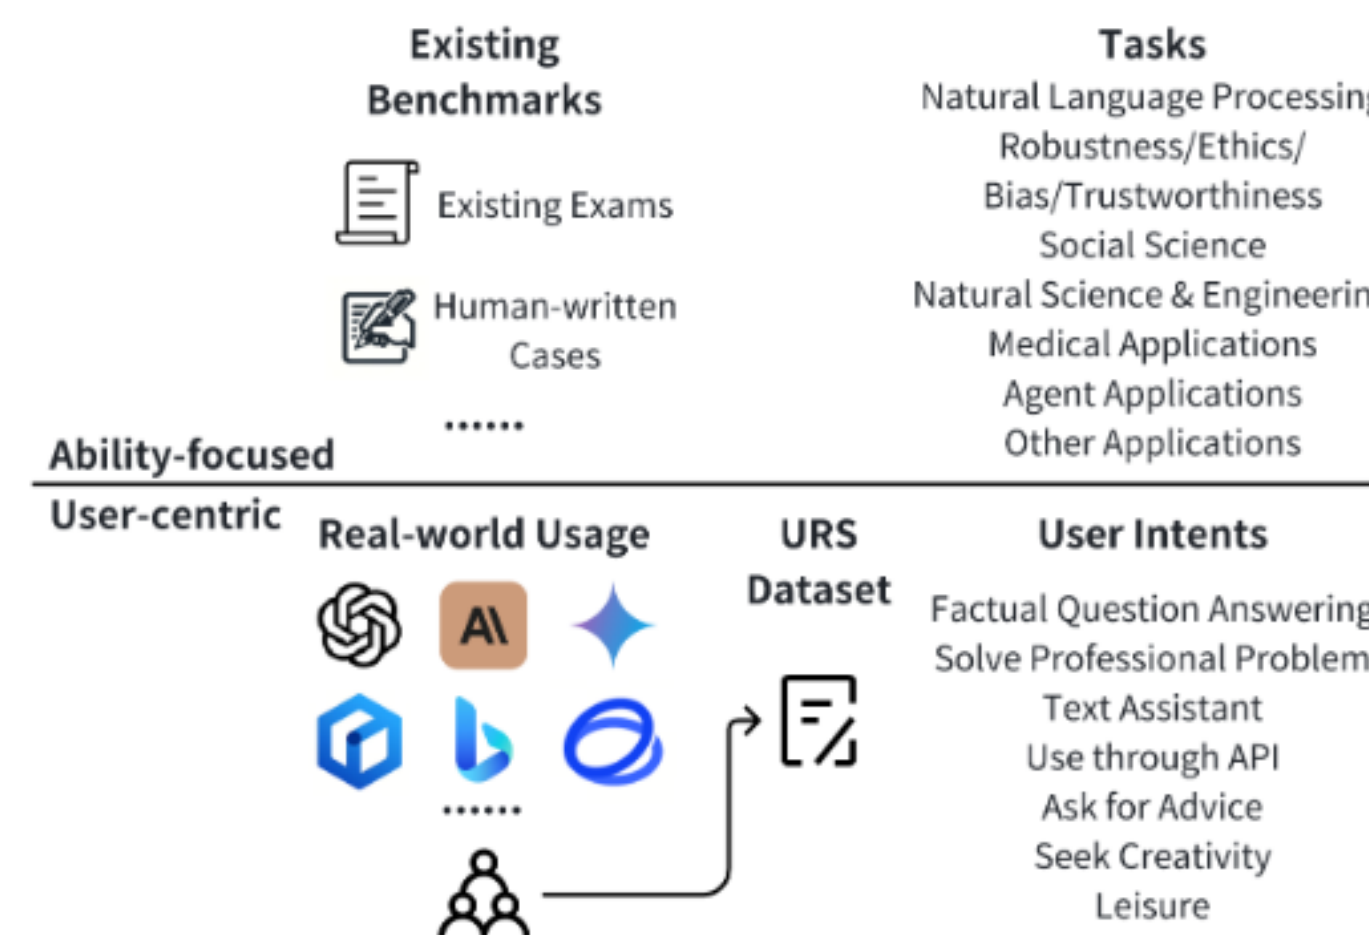 Existing
Benchmarks
Existing Exams
Human-written
Cases
......
Tasks
Natural Language Processing
Robustness/Ethics/
Bias/Trustworthiness
Social Science
Natural Science & Engineerin
Medical Applications
Agent Applications
Other Applications
Ability-focused
User-centric
Real-world Usage
AI
......
URS
Dataset
User Intents
Factual Question Answering
Solve Professional Problem
Text Assistant
Use through API
Ask for Advice
Seek Creativity
Leisure